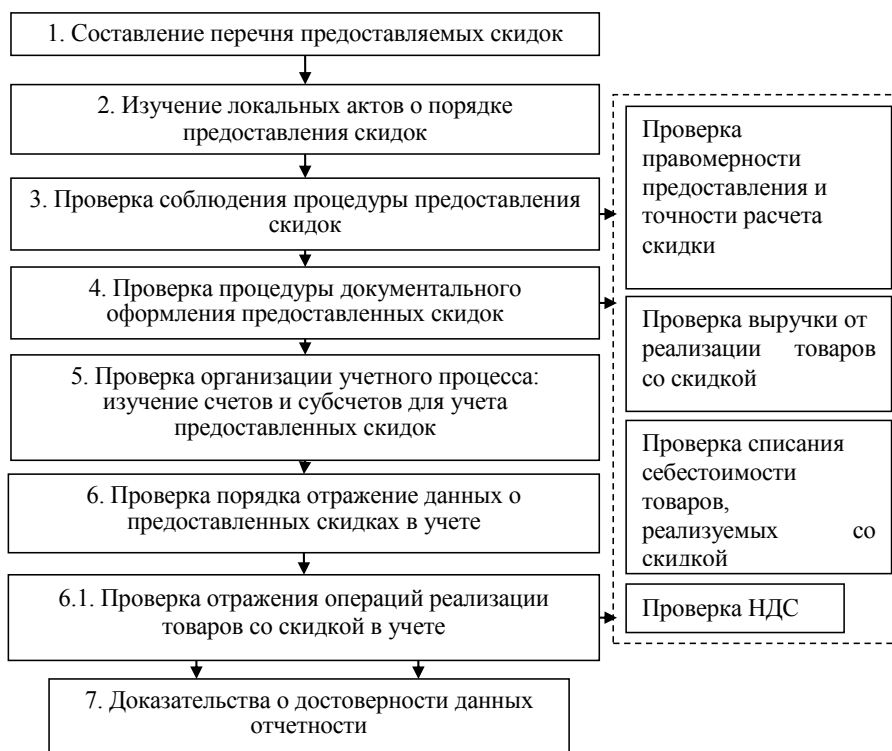 1. Составление перечня предоставляемых скидок
2. Изучение локальных актов о порядке
предоставления скидок
3. Проверка соблюдения процедуры предоставления
скидок
4. Проверка процедуры документального
оформления предоставленных скидок
5. Проверка организации учетного процесса:
изучение счетов и субсчетов для учета
предоставленных скидок
6. Проверка порядка отражение данных о
предоставленных скидках в учете
6.1. Проверка отражения операций реализации
товаров со скидкой в учете
7. Доказательства о достоверности данных
отчетности
Проверка
правомерности
предоставления и
точности расчета
скидки
Проверка выручки от
реализации товаров
со скидкой
Проверка списания
себестоимости
товаров,
реализуемых со
скидкой
Проверка НДС